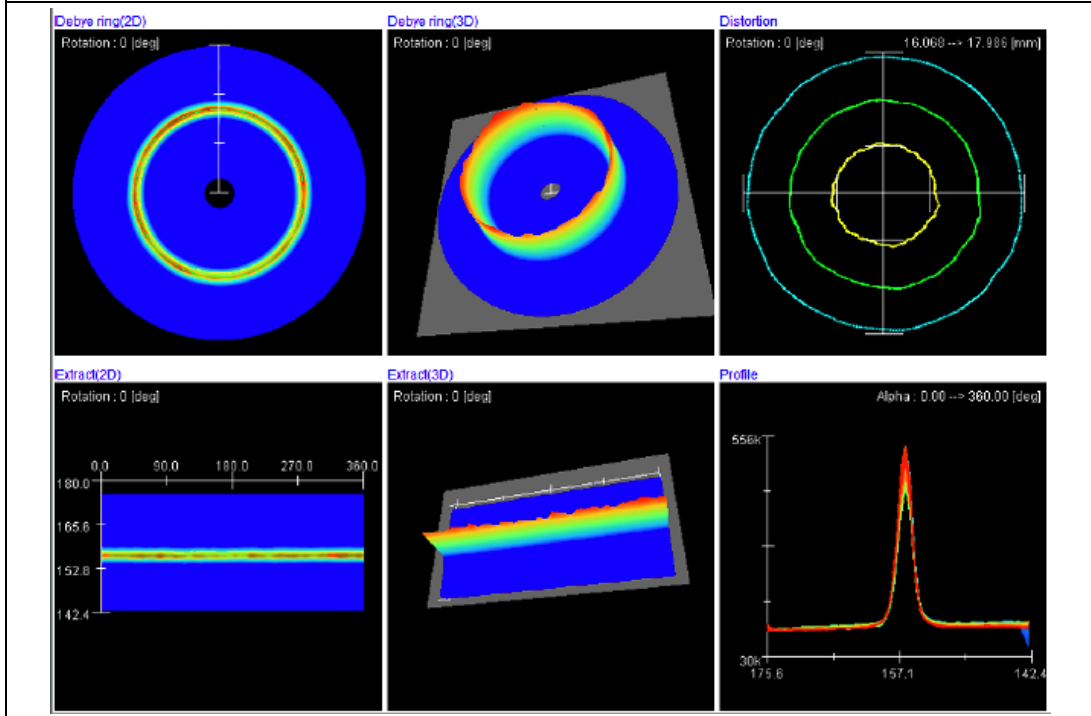 Debye ring(2D)
Rotation : 0 [deg]
Debye ring(3D)
Rotation : 0 [deg]
Distortion
Rotation : 0 [deg]
16.068 --> 17.986 [mm]
Extract(2D)
Rotation : 0 [deg]
0.0 90.0 180.0 270.0 360.0
180.0
165.6
152.8
142.4
Extract(3D)
Rotation : 0 [deg]
Profile
Alpha : 0.00 --> 360.00 [deg]
556k
30k
175.6 157.1 142.4